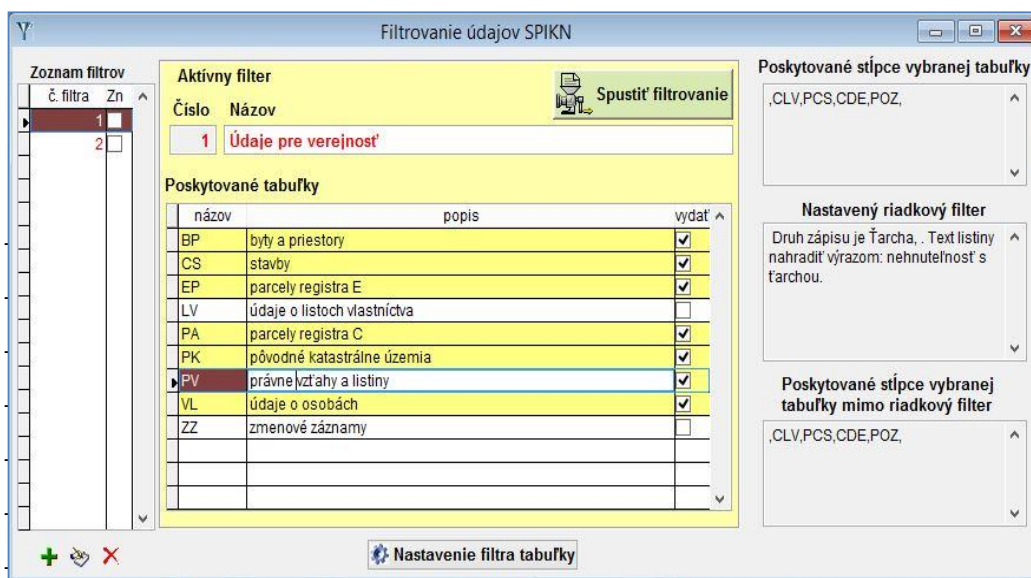 Filtrovanie údajov SPIKN
Zoznam filtrov
č. filtra Zn
1
2
Aktívny filter
Číslo Názov
1 Údaje pre verejnosť
Spustiť filtrovanie
Poskytované tabuľky
názov popis vydať
BP byty a priestory
CS stavby
EP parcely registra E
LV údaje o listoch vlastníctva
PA parcely registra C
PK pôvodné katastrálne územia
PV právne vzťahy a listiny
VL údaje o osobách
ZZ zmenové záznamy
Nastavenie filtra tabuľky
Poskytované stĺpce vybranej tabuľky
,CLV,PCS,CDE,POZ,
Nastavený riadkový filter
Druh zápisu je Ťarcha, . Text listiny
nahradiť výrazom: nehnuteľnosť s
ťarchou.
Poskytované stĺpce vybranej
tabuľky mimo riadkový filter
,CLV,PCS,CDE,POZ,